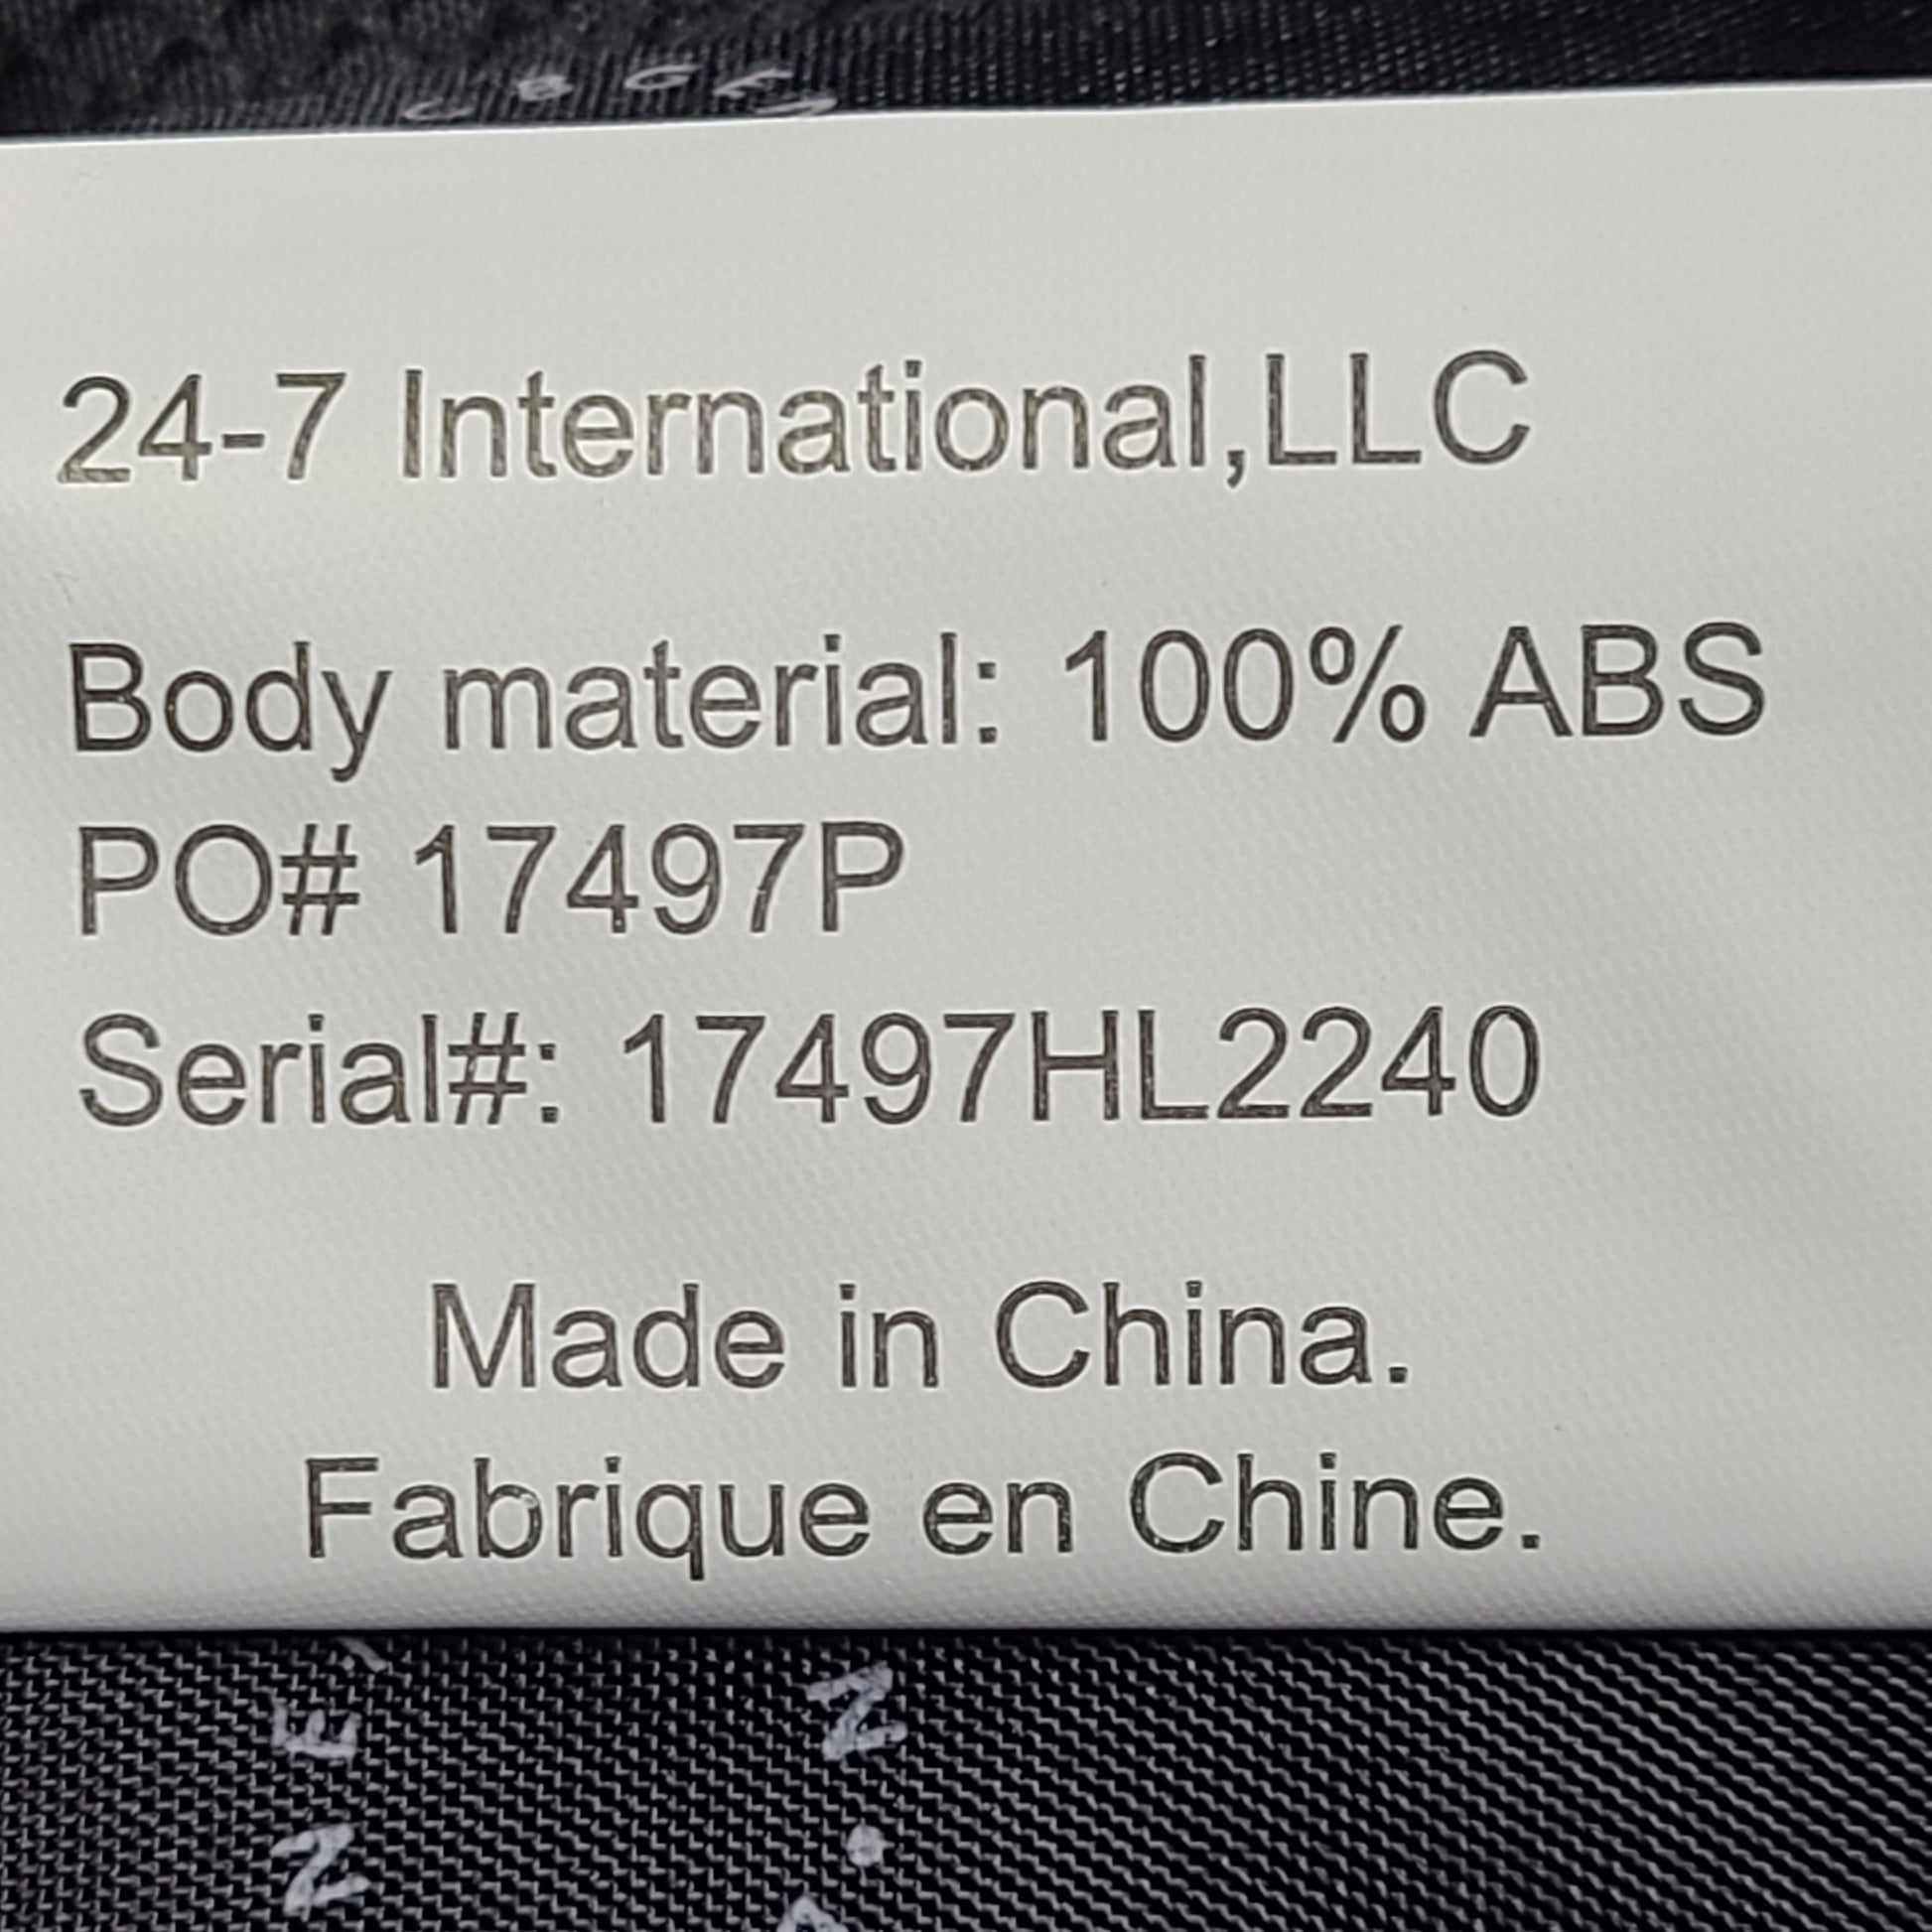 24-7 International,LLC
Body material: 100% ABS
PO# 17497P
Serial#: 17497HL2240
Made in China.
Fabrique en Chine.